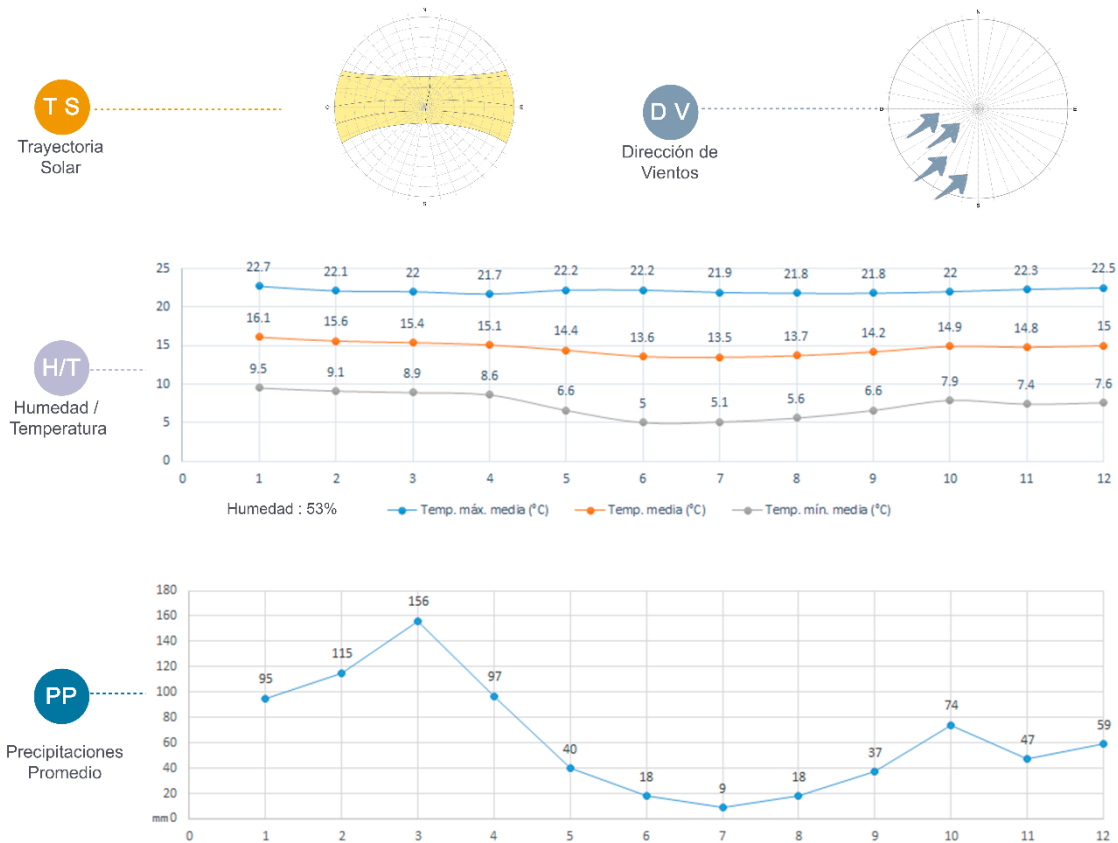 N
O
E
S
T S
Trayectoria
Solar
N
O
E
S
D V
Dirección de
Vientos
25
20
15
10
5
0
22.7 22.1 22 21.7 22.2 22.2 21.9 21.8 21.8 22 22.3 22.5
16.1 15.6 15.4 15.1 14.4 13.6 13.5 13.7 14.2 14.9 14.8 15
9.5 9.1 8.9 8.6 6.6 5 5.1 5.6 6.6 7.9 7.4 7.6
0 1 2 3 4 5 6 7 8 9 10 11 12
H/T
Humedad /
Temperatura
Humedad : 53%
Temp. máx. media (°C) Temp. media (°C) Temp. mín. media (°C)
180
160
140
120
100
80
60
40
20
mm 0
95 115 156 97 40 18 9 18 37 74 47 59
0 1 2 3 4 5 6 7 8 9 10 11 12
PP
Precipitaciones
Promedio